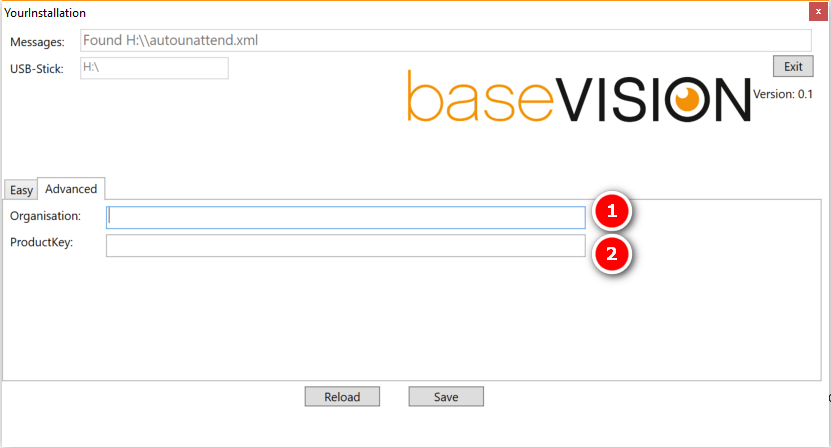 YourInstallation
x
Messages: Found H:\\autounattend.xml
USB-Stick: H:\
Exit
baseVISION
Version: 0.1
Easy Advanced
Organisation:
1
ProductKey:
2
Reload Save